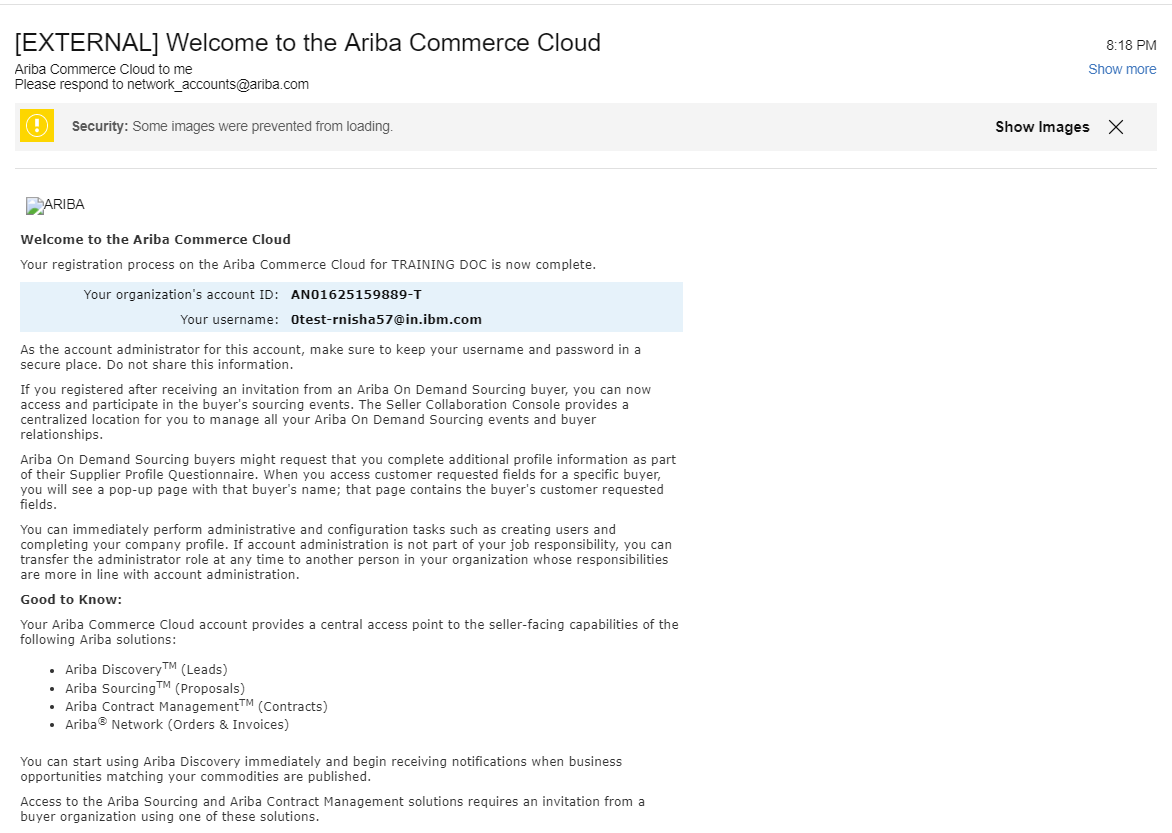 [EXTERNAL] Welcome to the Ariba Commerce Cloud
8:18 PM
Ariba Commerce Cloud to me
Show more
Please respond to network_accounts@ariba.com
Security: Some images were prevented from loading.
Show Images
ARIBA
Welcome to the Ariba Commerce Cloud
Your registration process on the Ariba Commerce Cloud for TRAINING DOC is now complete.
Your organization's account ID: AN01625159889-T
Your username: 0test-rnisha57@in.ibm.com
As the account administrator for this account, make sure to keep your username and password in a
secure place. Do not share this information.
If you registered after receiving an invitation from an Ariba On Demand Sourcing buyer, you can now
access and participate in the buyer's sourcing events. The Seller Collaboration Console provides a
centralized location for you to manage all your Ariba On Demand Sourcing events and buyer
relationships.
Ariba On Demand Sourcing buyers might request that you complete additional profile information as part
of their Supplier Profile Questionnaire. When you access customer requested fields for a specific buyer,
you will see a pop-up page with that buyer's name; that page contains the buyer's customer requested
fields.
You can immediately perform administrative and configuration tasks such as creating users and
completing your company profile. If account administration is not part of your job responsibility, you can
transfer the administrator role at any time to another person in your organization whose responsibilities
are more in line with account administration.
Good to Know:
Your Ariba Commerce Cloud account provides a central access point to the seller-facing capabilities of the
following Ariba solutions:
• Ariba Discovery™ (Leads)
• Ariba Sourcing™ (Proposals)
• Ariba Contract Management™ (Contracts)
• Ariba® Network (Orders & Invoices)
You can start using Ariba Discovery immediately and begin receiving notifications when business
opportunities matching your commodities are published.
Access to the Ariba Sourcing and Ariba Contract Management solutions requires an invitation from a
buyer organization using one of these solutions.